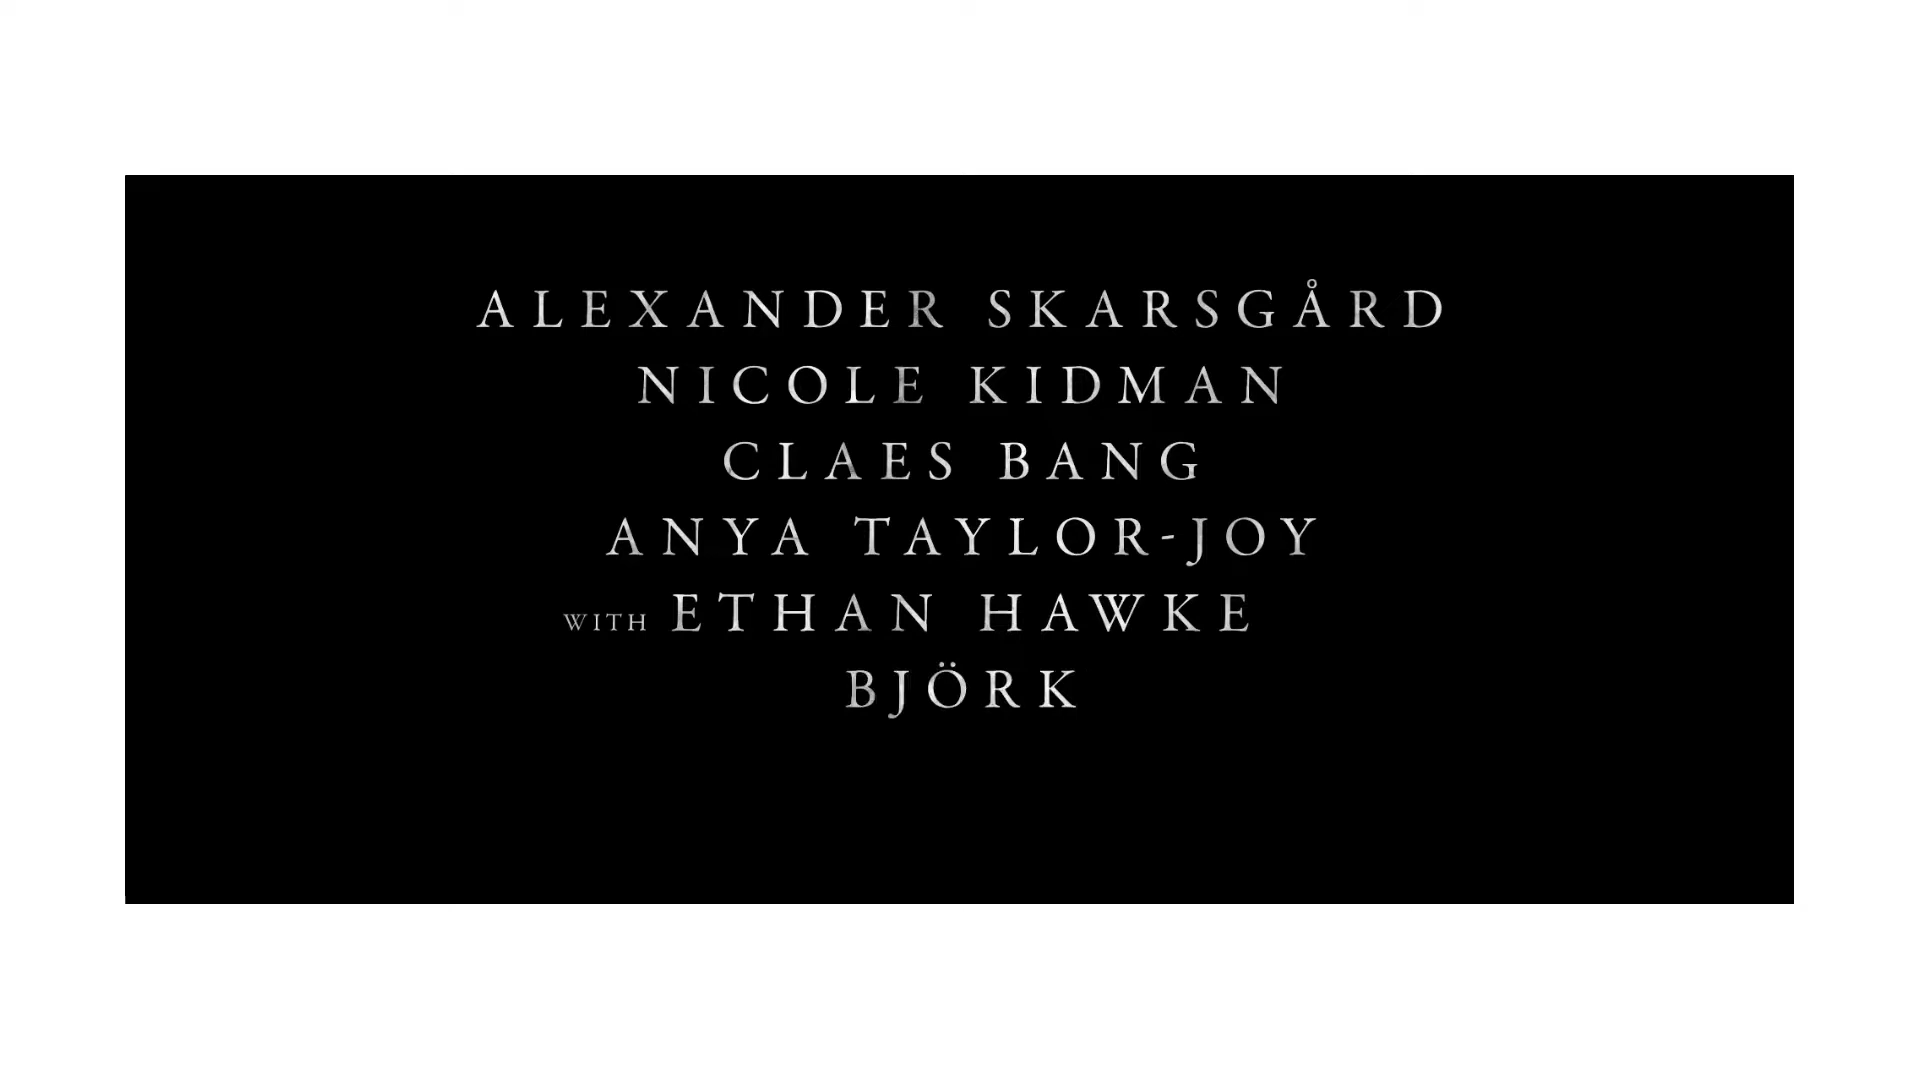 ALEXANDER SKARSGÅRD
NICOLE KIDMAN
CLAES BANG
ANYA TAYLOR-JOY
WITH ETHAN HAWKE
BJÖRK